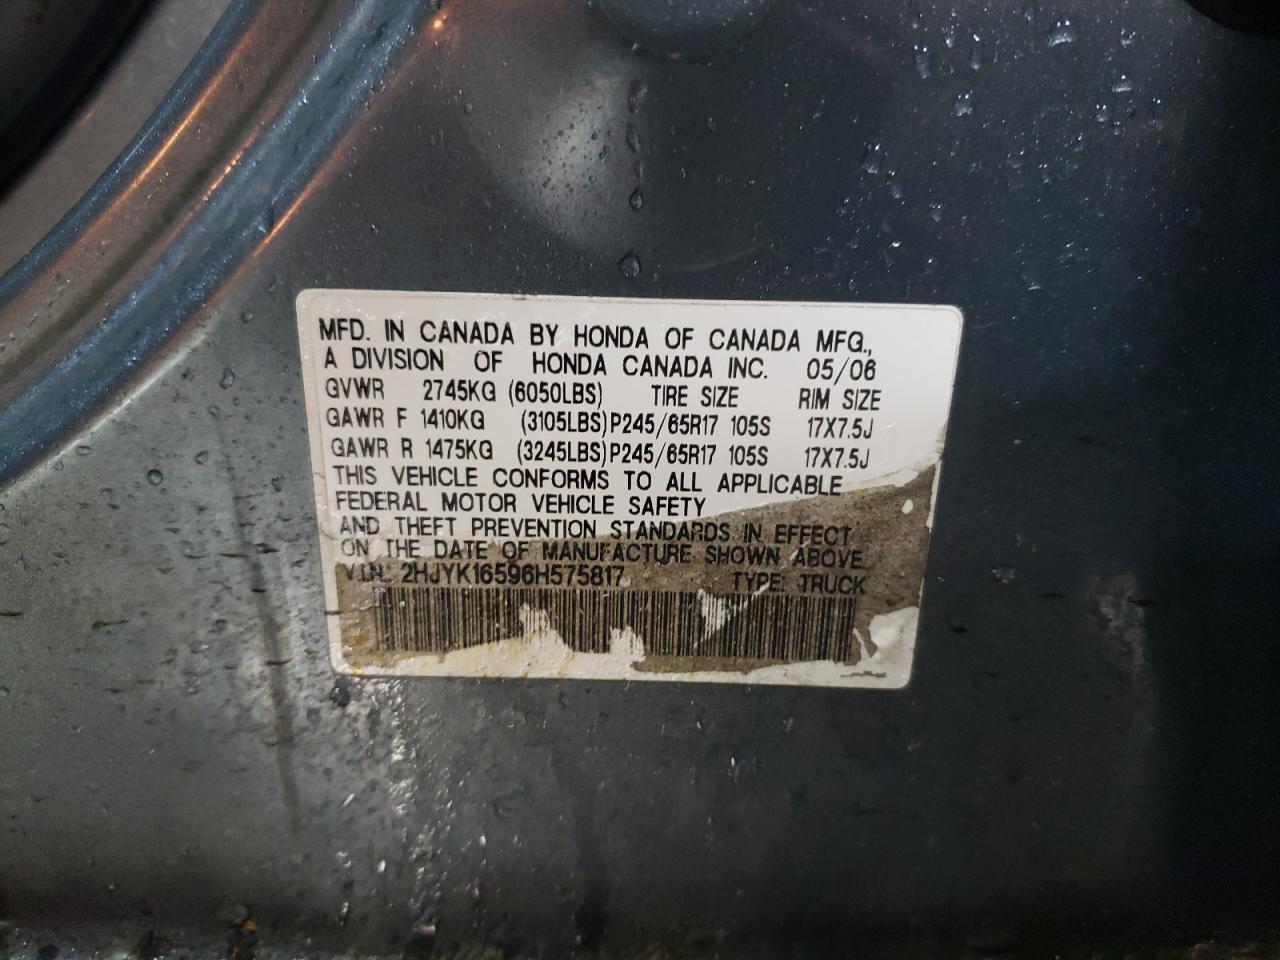 MFD. IN CANADA BY HONDA OF CANADA MFG.,
A DIVISION OF HONDA CANADA INC. 05/06
GVWR 2745KG (6050LBS) TIRE SIZE RIM SIZE
GAWR F 1410KG (3105LBS) P245/65R17 105S 17X7.5J
GAWR R 1475KG (3245LBS) P245/65R17 105S 17X7.5J
THIS VEHICLE CONFORMS TO ALL APPLICABLE
FEDERAL MOTOR VEHICLE SAFETY
AND THEFT PREVENTION STANDARDS IN EFFECT
ON THE DATE OF MANUFACTURE SHOWN ABOVE
V.I.N. 2HJYK16596H575817 TYPE: TRUCK